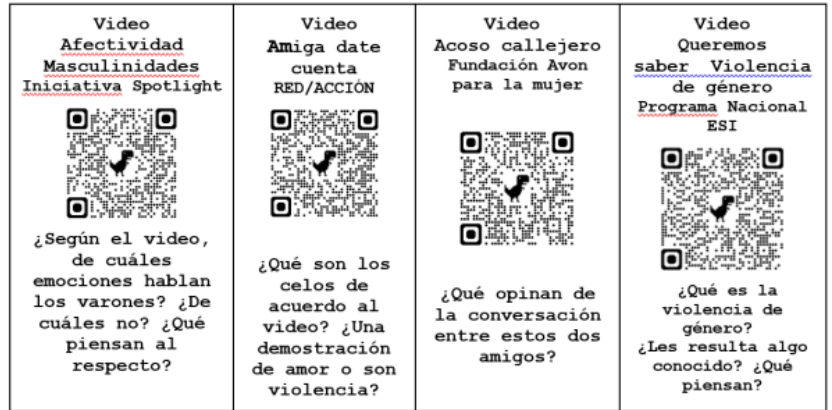 Video
Afectividad
Masculinidades
Iniciativa Spotlight
¿Según el video,
de cuáles
emociones hablan
los varones? ¿De
cuáles no? ¿Qué
piensan al
respecto?
Video
Amiga date
cuenta
RED/ACCIÓN
¿Qué son los
celos de
acuerdo al
video? ¿Una
demostración
de amor o son
violencia?
Video
Acoso callejero
Fundación Avon
para la mujer
¿Qué opinan de
la conversación
entre estos dos
amigos?
Video
Queremos
saber Violencia
de género
Programa Nacional
ESI
¿Qué es la
violencia de
género?
¿Les resulta algo
conocido? ¿Qué
piensan?